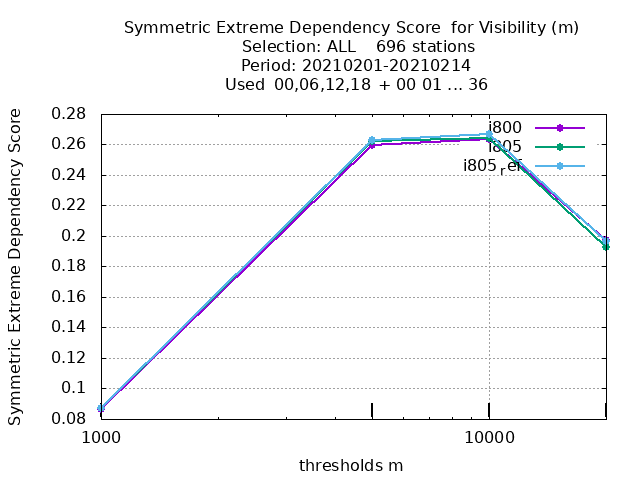 Symmetric Extreme Dependency Score for Visibility (m)
Selection: ALL 696 stations
Period: 20210201-20210214
Used 00,06,12,18 + 00 01 ... 36
Symmetric Extreme Dependency Score
0.28
0.26
0.24
0.22
0.2
0.18
0.16
0.14
0.12
0.1
0.08
i800
i805
i805 ref
1000
10000
thresholds m